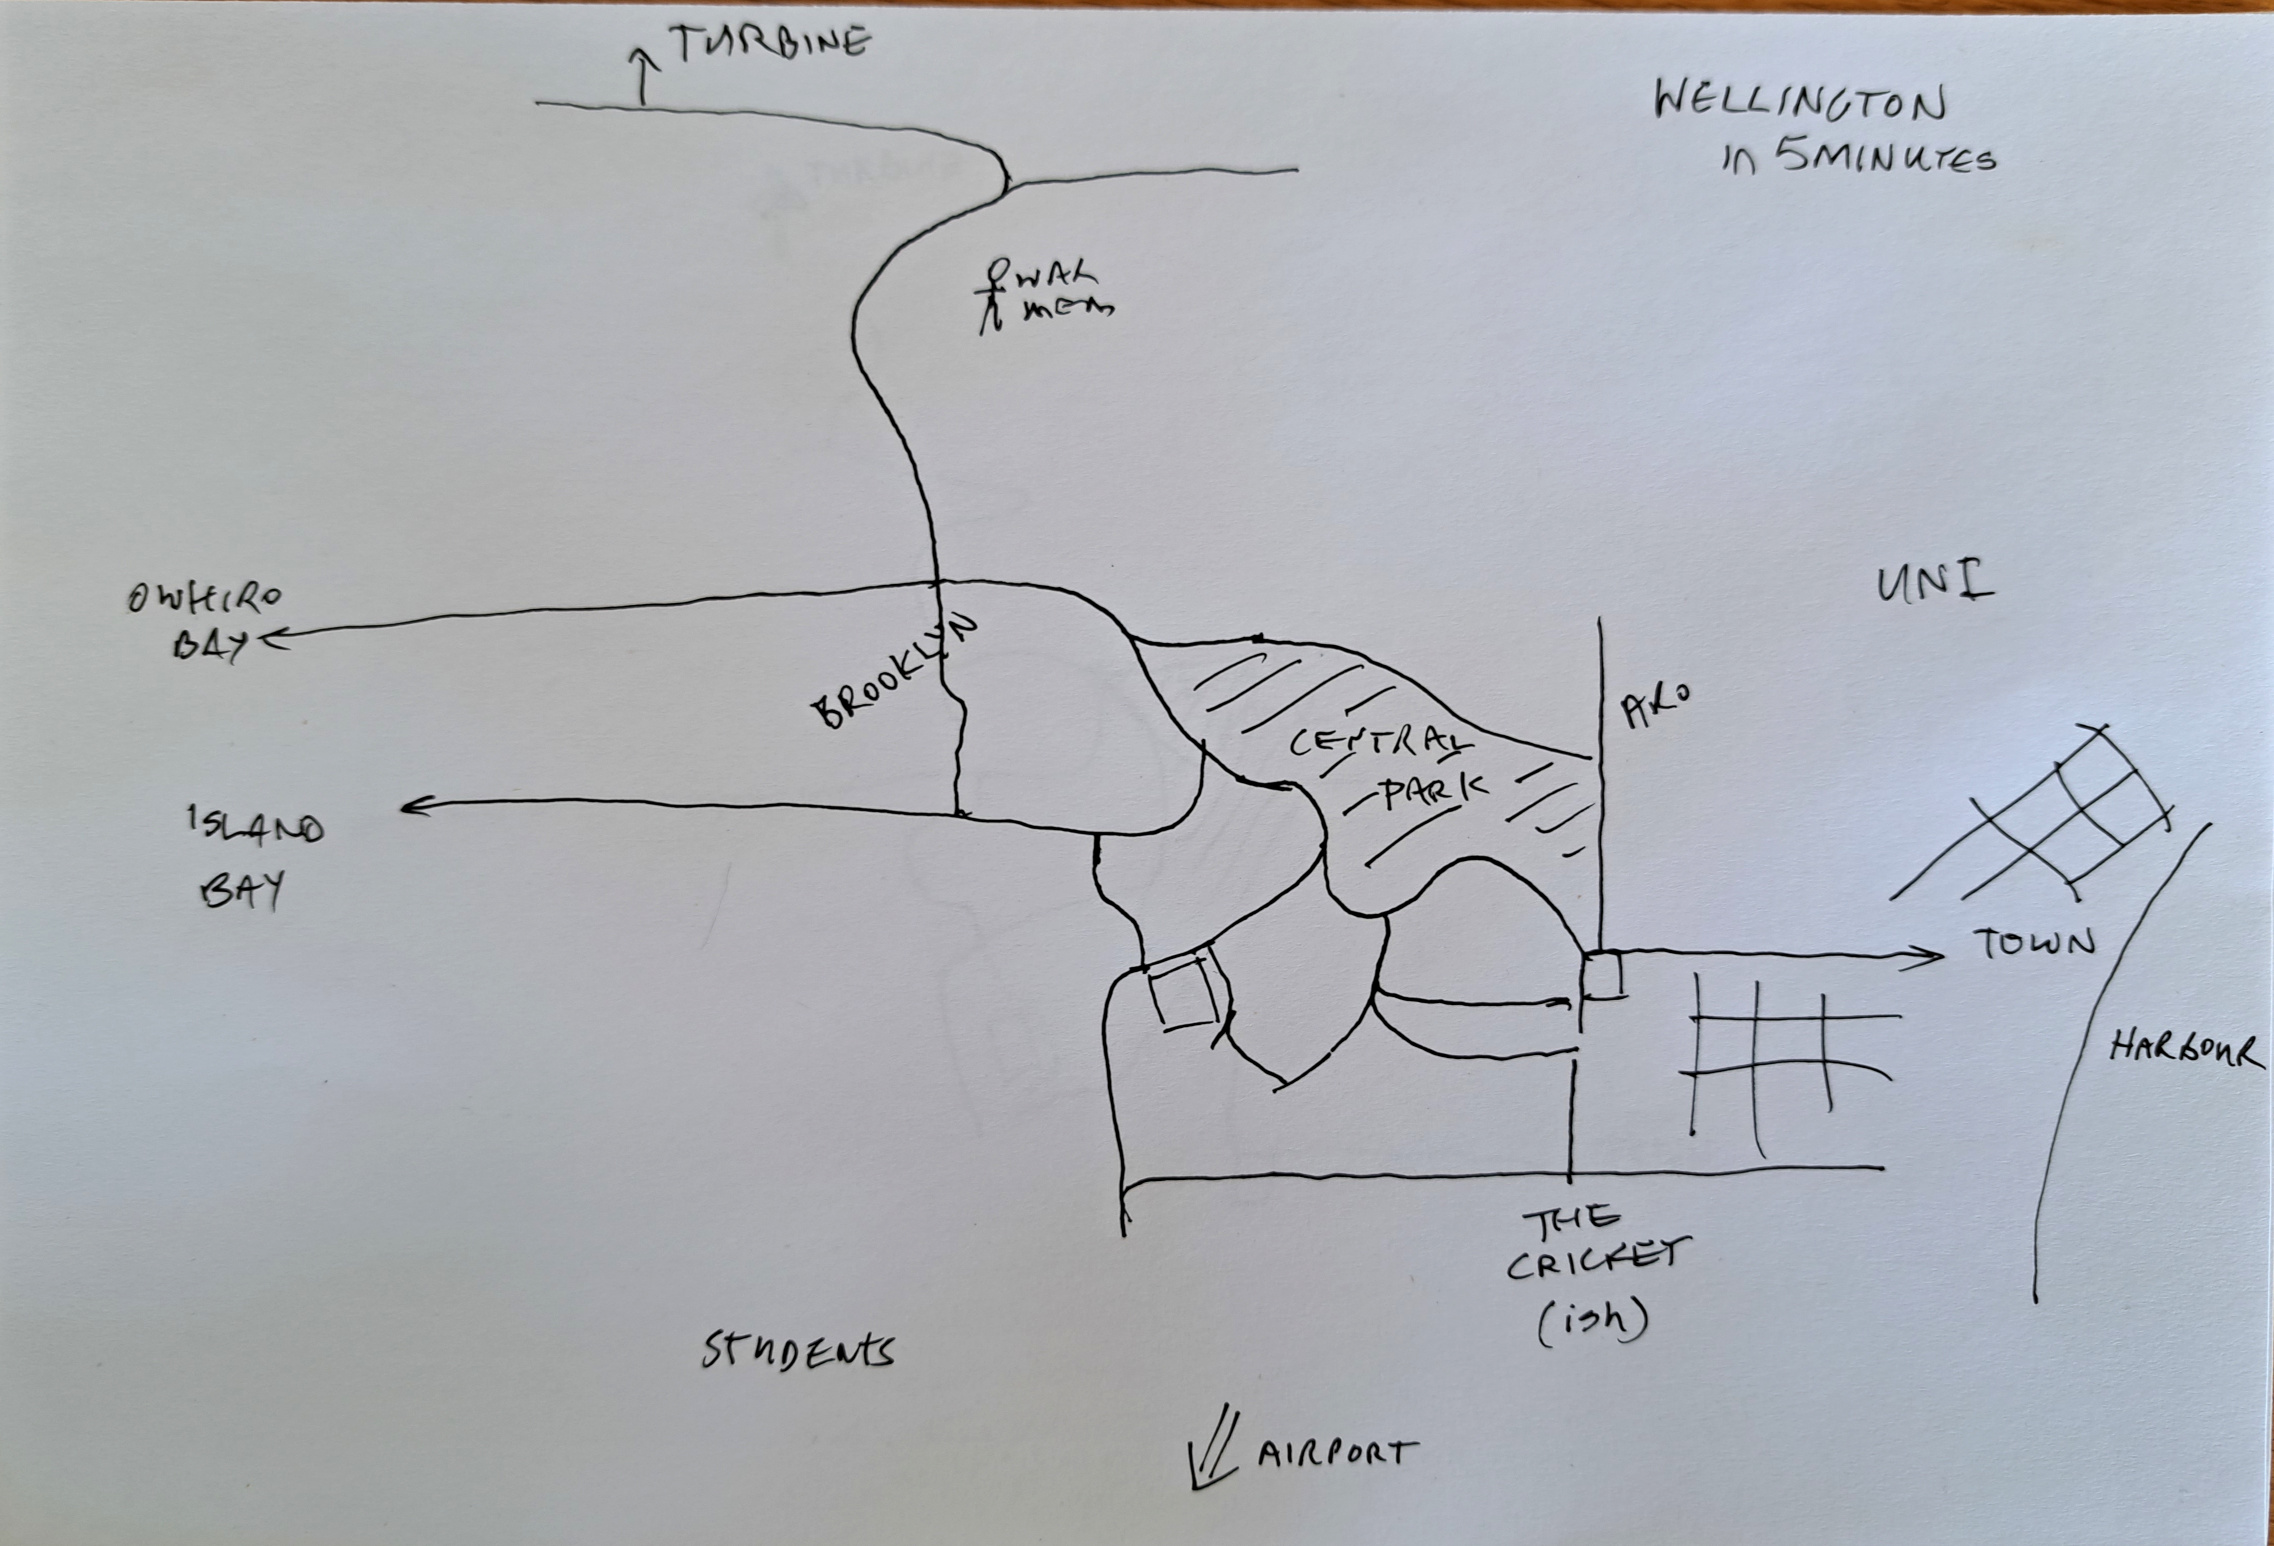 TURBINE
WELLINGTON
in 5 MINUTES
WAR
MEM
OWHIRO
BAY
BROOKLYN
UNI
ARO
CENTRAL
PARK
ISLAND
BAY
TOWN
HARBOUR
THE
CRICKET
(ish)
STUDENTS
AIRPORT